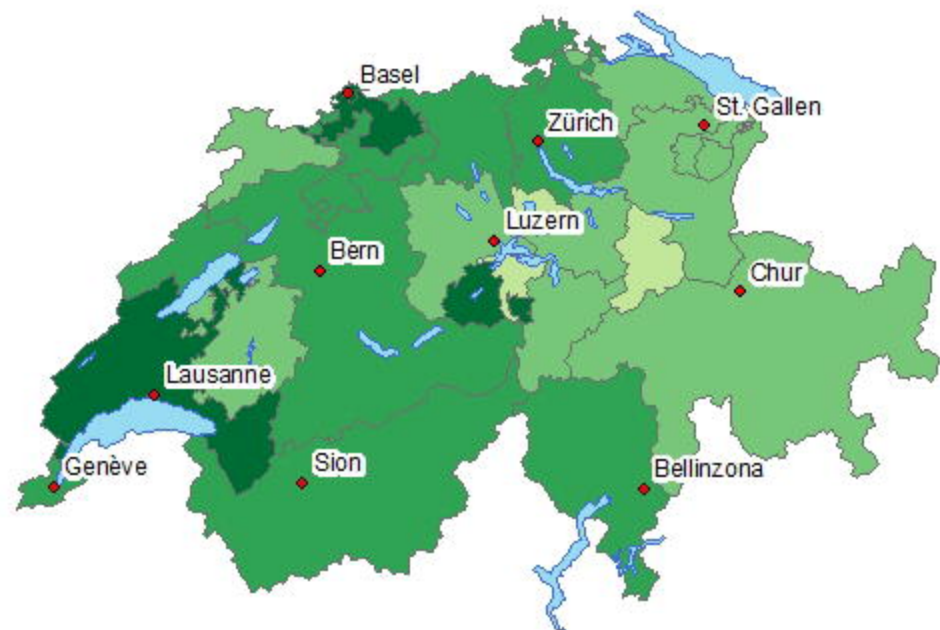 Basel
St. Gallen
Zürich
Luzern
Bern
Chur
Lausanne
Genève
Sion
Bellinzona